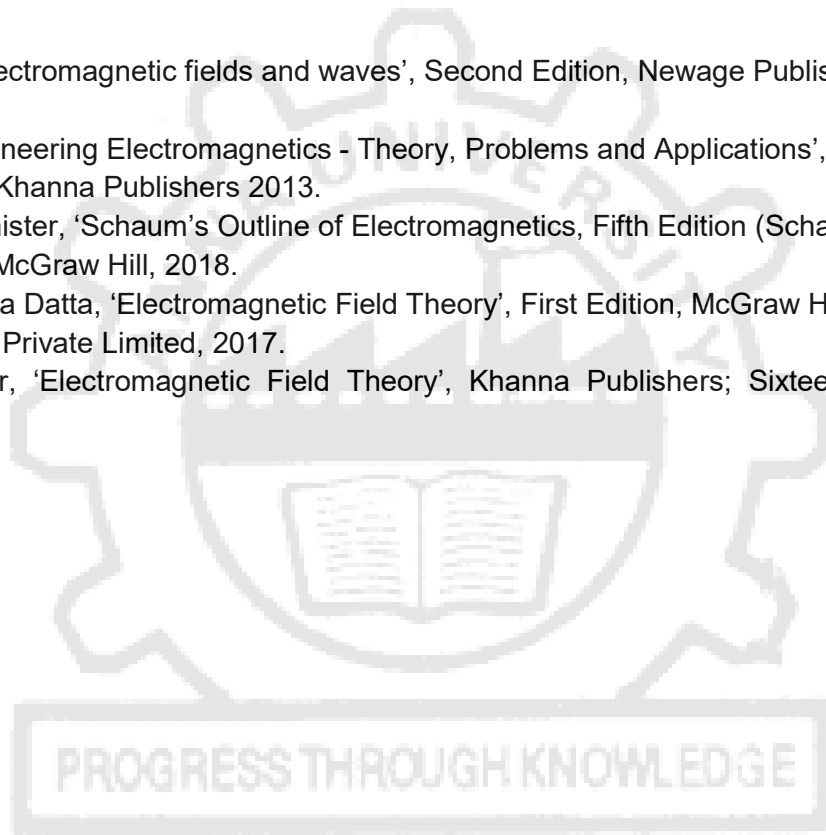 ectromagnetic fields and waves’, Second Edition, Newage Publis
neering Electromagnetics - Theory, Problems and Applications’,
Khanna Publishers 2013.
ister, ‘Schaum’s Outline of Electromagnetics, Fifth Edition (Scha
McGraw Hill, 2018.
a Datta, ‘Electromagnetic Field Theory’, First Edition, McGraw H
Private Limited, 2017.
r, ‘Electromagnetic Field Theory’, Khanna Publishers; Sixtee
UNIVERSITY
PROGRESS THROUGH KNOWLEDGE